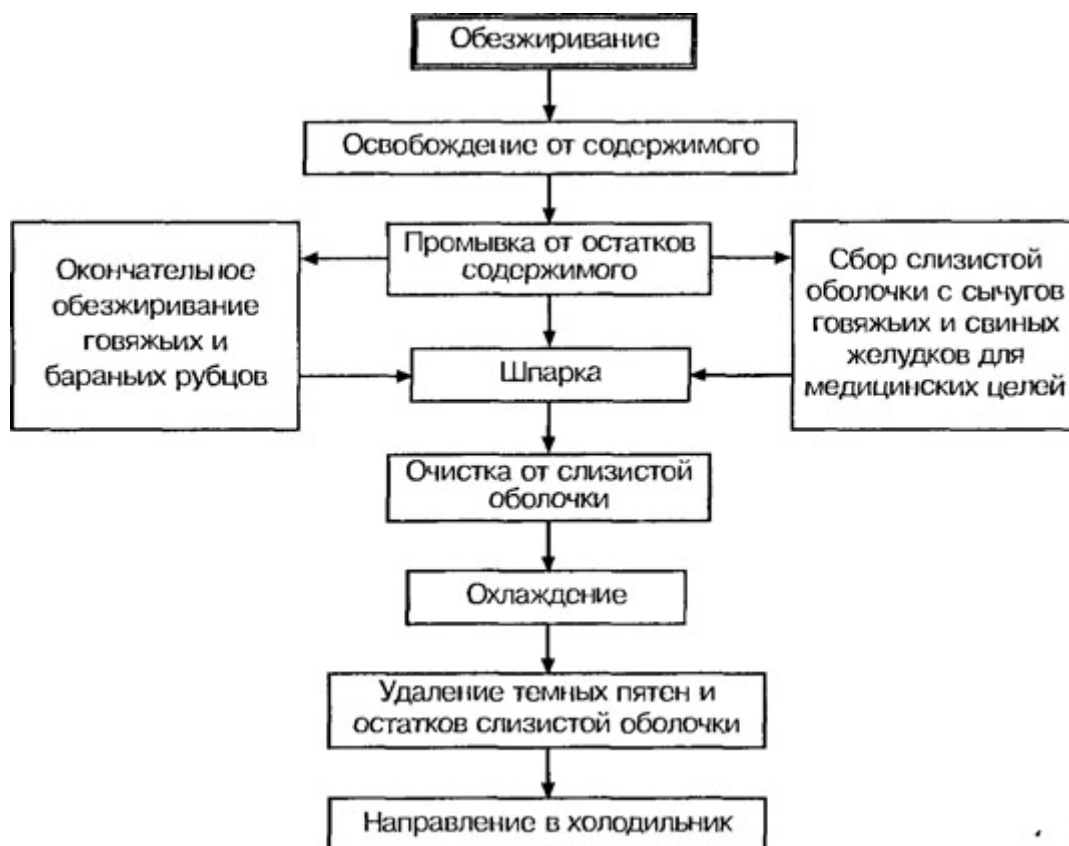 Обезжиривание
Освобождение от содержимого
Промывка от остатков
содержимого
Окончательное
обезжиривание
говяжьих и
бараньих рубцов
Сбор слизистой
оболочки с сычугов
говяжьих и свиных
желудков для
медицинских целей
Шпарка
Очистка от слизистой
оболочки
Охлаждение
Удаление темных пятен и
остатков слизистой оболочки
Направление в холодильник